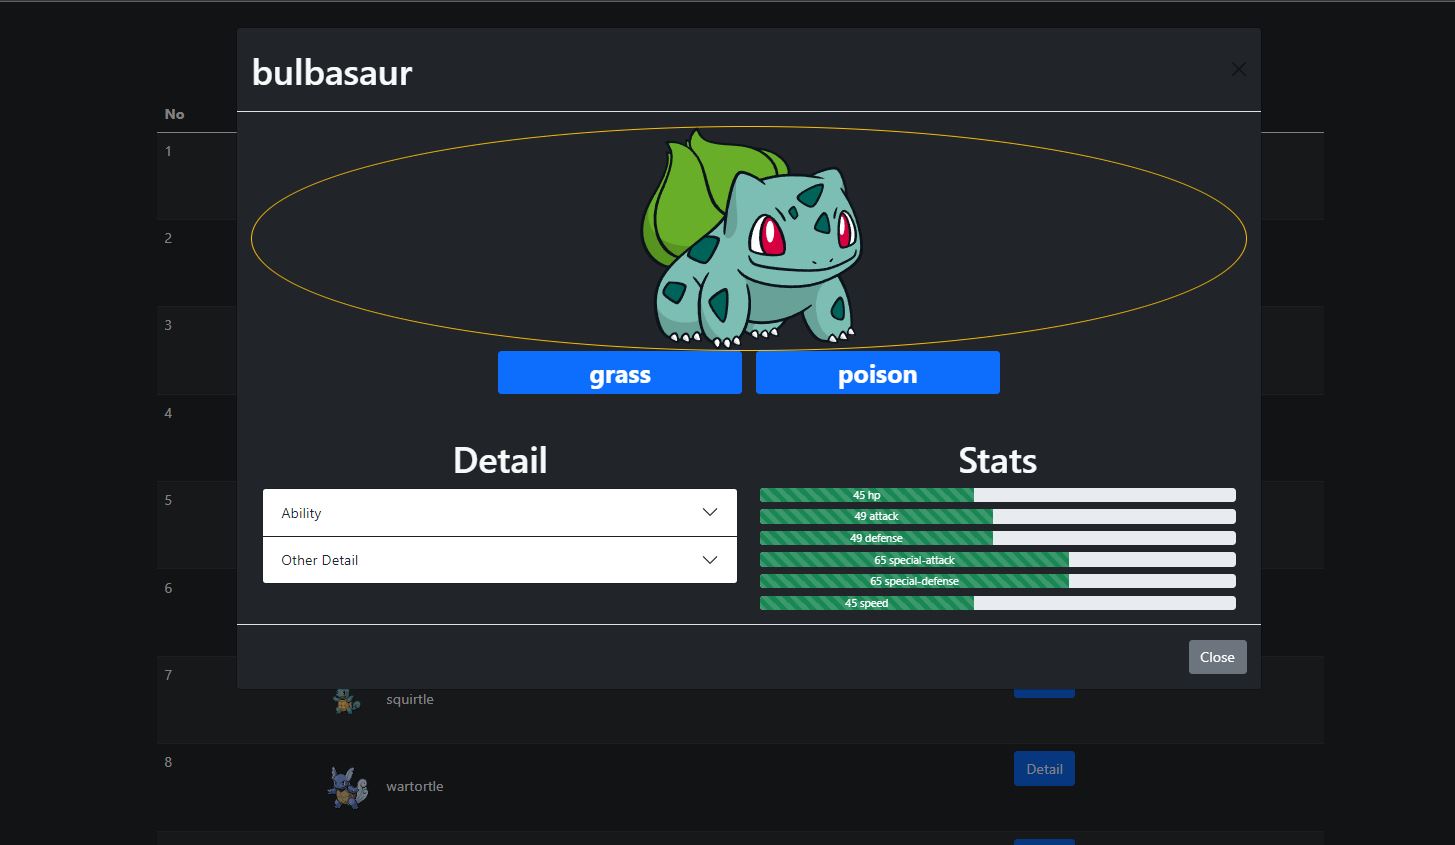 bulbasaur
No
1
2
3
4
5
6
7
8
grass poison
Detail
Ability
Other Detail
Stats
45 hp
49 attack
49 defense
65 special-attack
65 special-defense
45 speed
Close
squirtle
wartortle
Detail